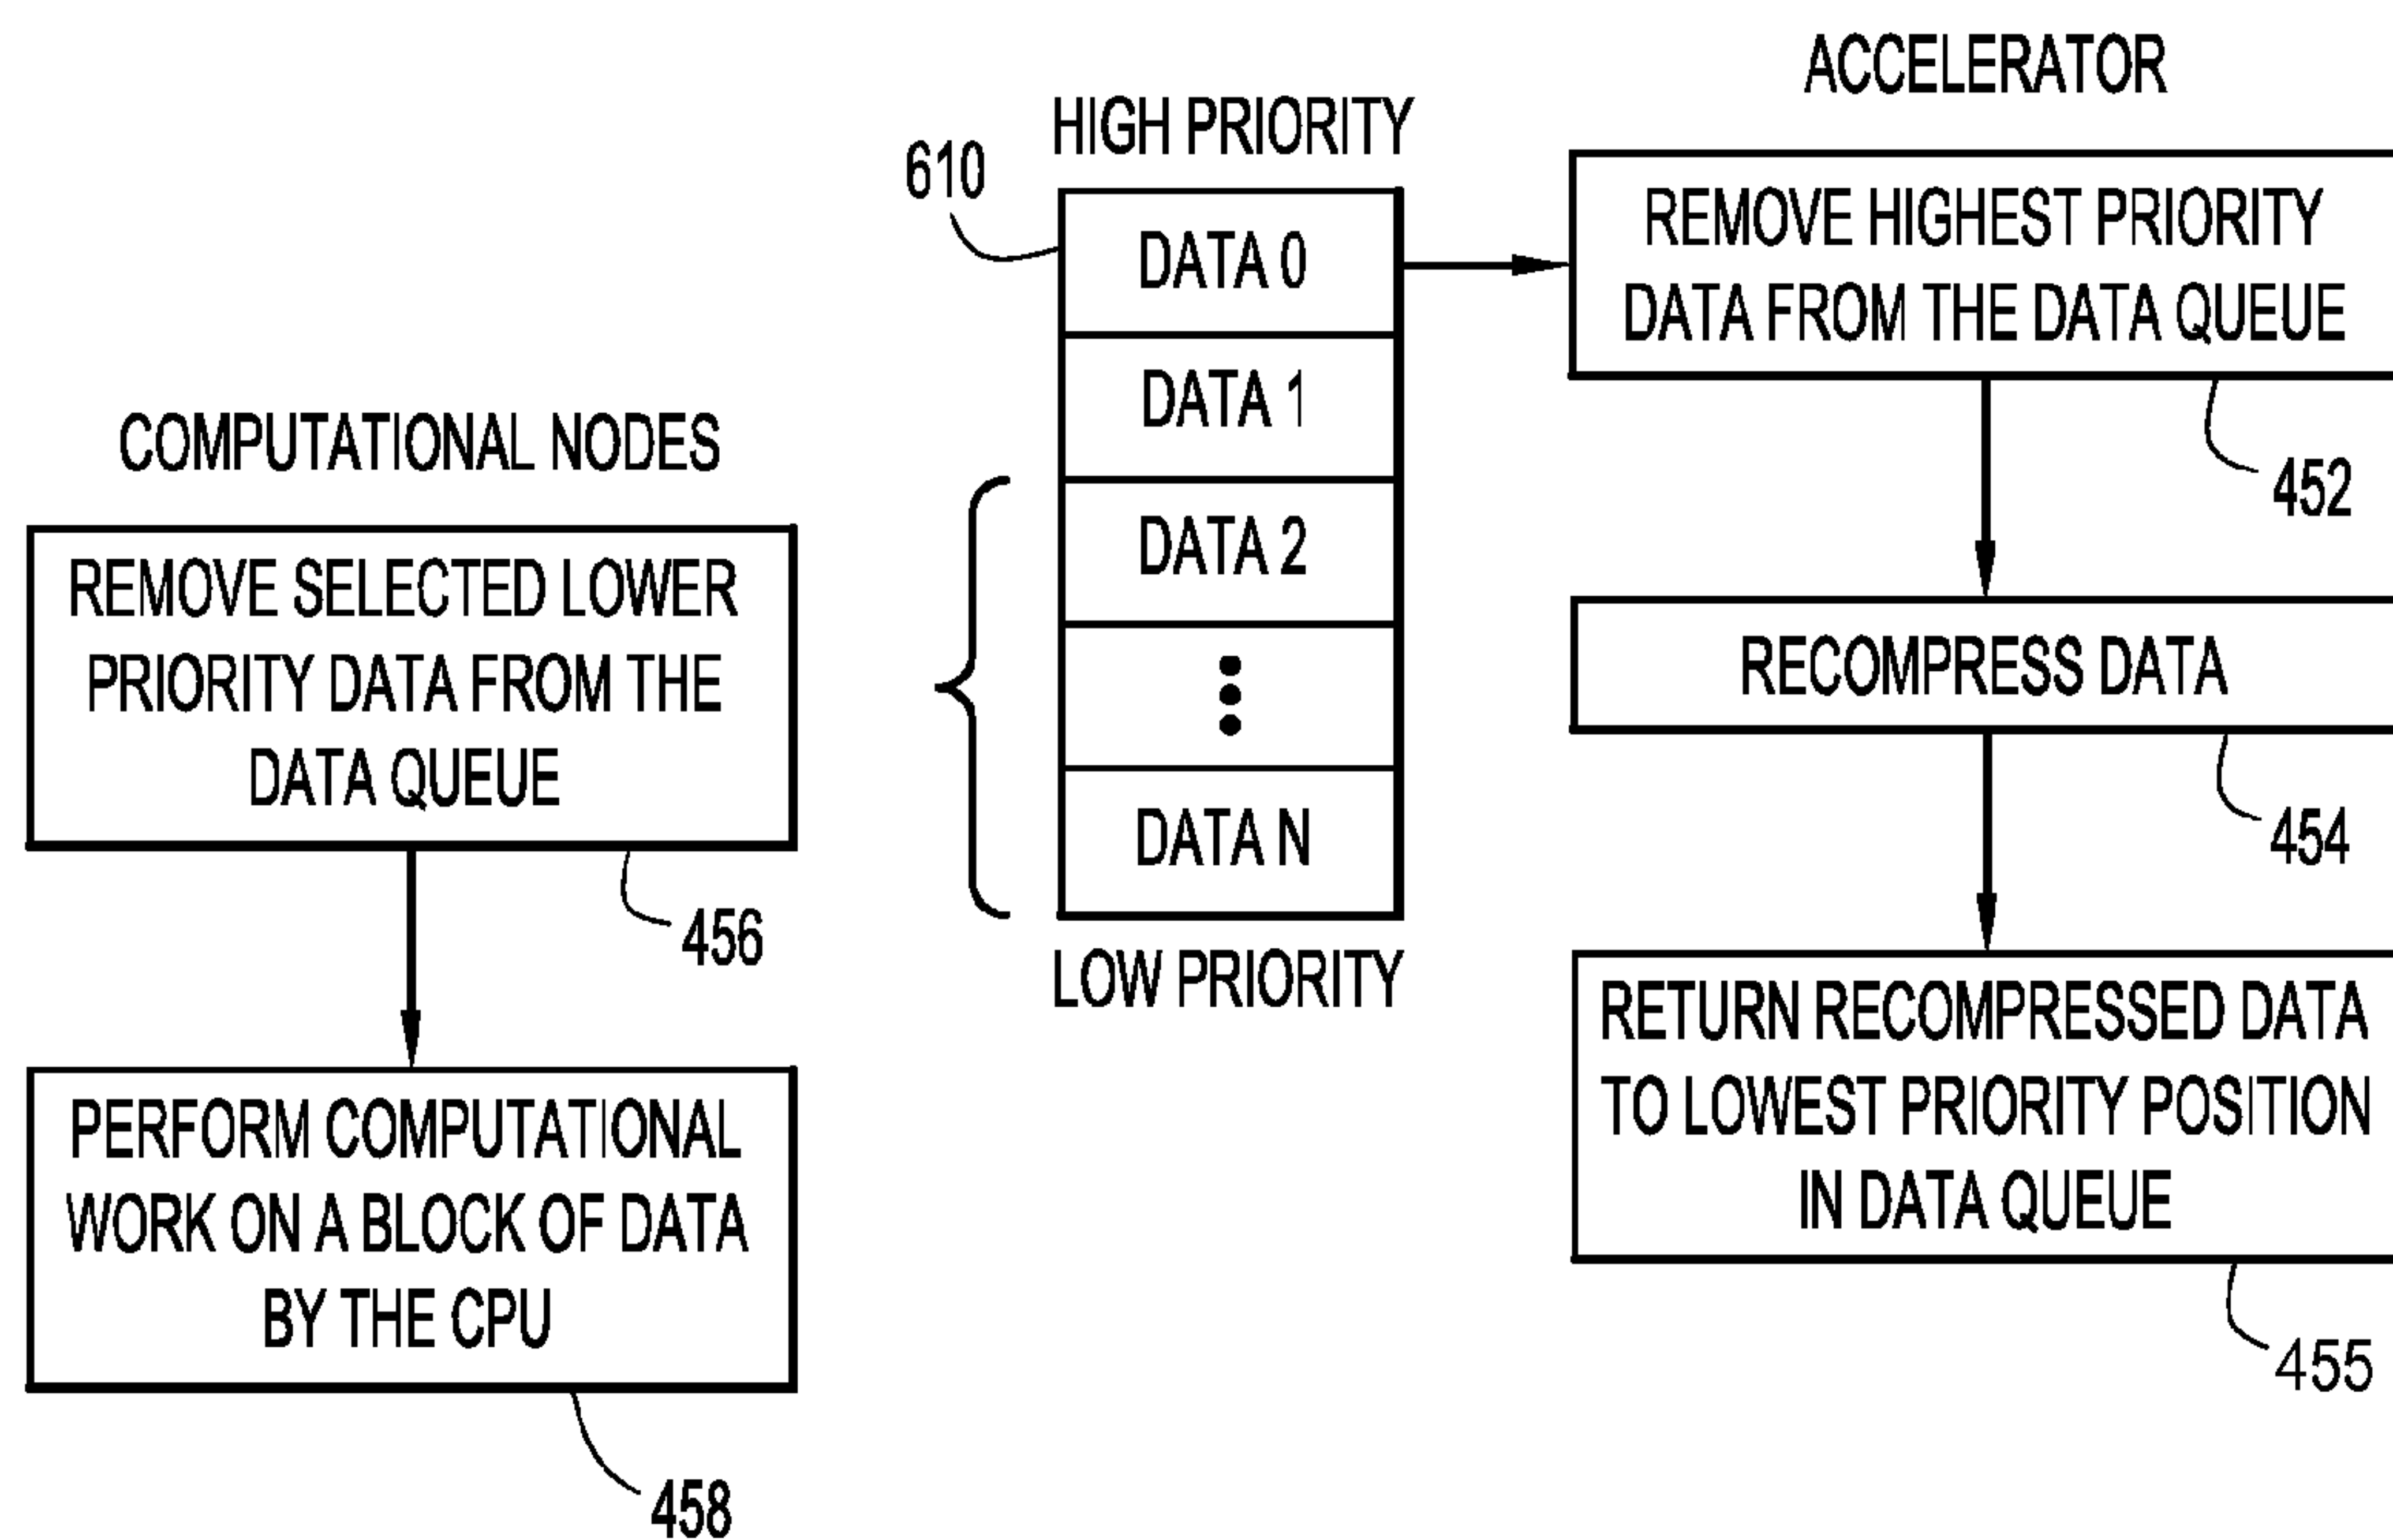 COMPUTATIONAL NODES
REMOVE SELECTED LOWER
PRIORITY DATA FROM THE
DATA QUEUE
456
PERFORM COMPUTATIONAL
WORK ON A BLOCK OF DATA
BY THE CPU
458
HIGH PRIORITY
610
DATA 0
DATA 1
DATA 2
DATA N
LOW PRIORITY
ACCELERATOR
REMOVE HIGHEST PRIORITY
DATA FROM THE DATA QUEUE
452
RECOMPRESS DATA
454
RETURN RECOMPRESSED DATA
TO LOWEST PRIORITY POSITION
IN DATA QUEUE
455